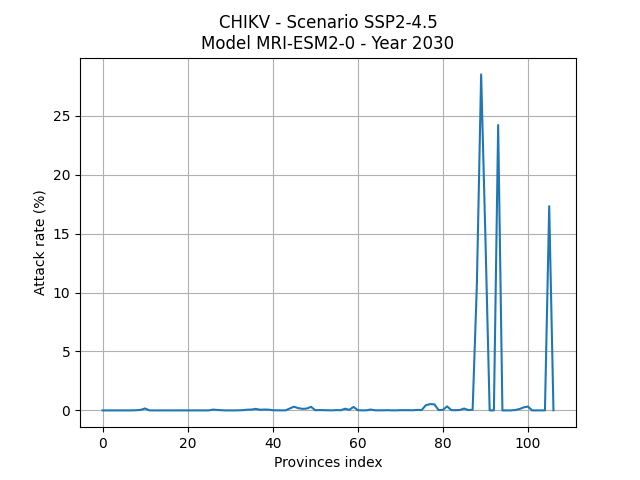 CHIKV - Scenario SSP2-4.5
Model MRI-ESM2-0 - Year 2030
25
20
15
10
5
0
Attack rate (%)
0 20 40 60 80 100
Provinces index